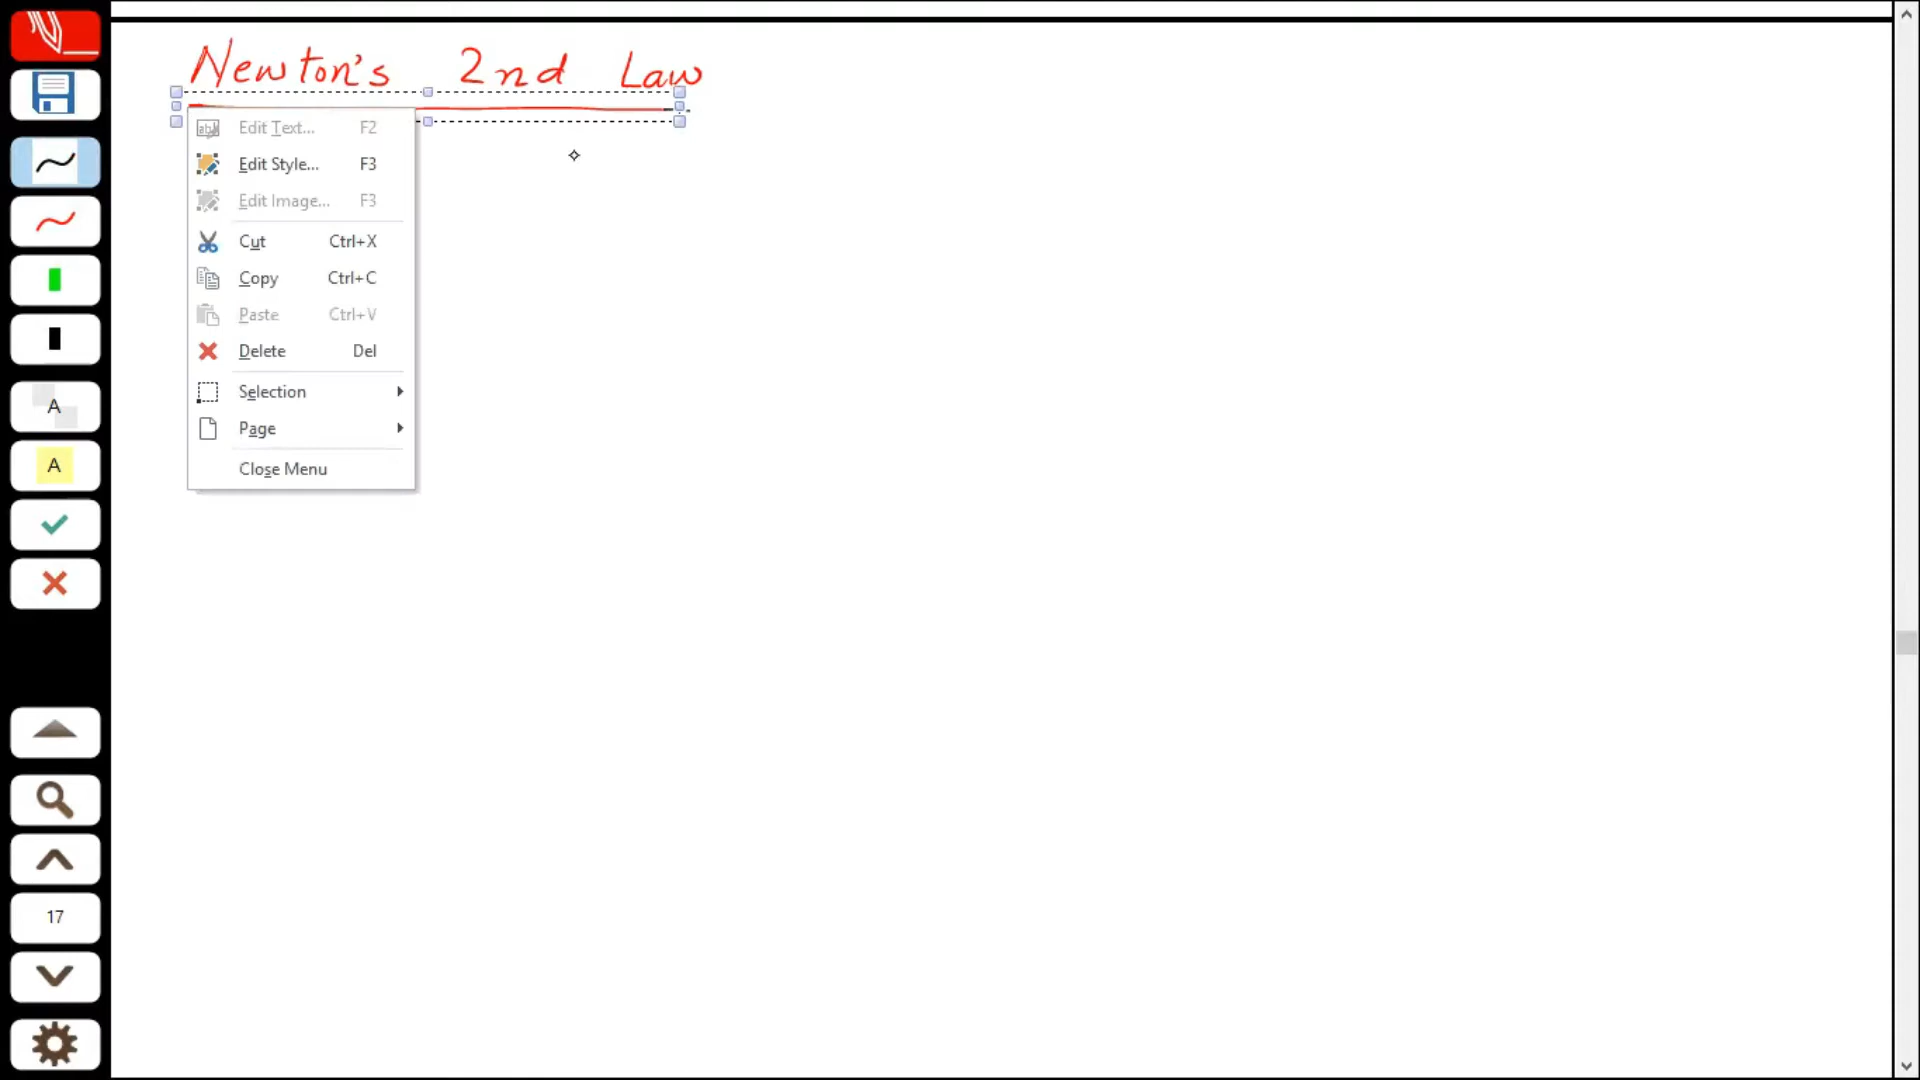 Newton's 2nd Law
Edit Text... F2
Edit Style... F3
Edit Image... F3
Cut Ctrl+X
Copy Ctrl+C
Paste Ctrl+V
Delete Del
Selection
Page
Close Menu
A
A
17